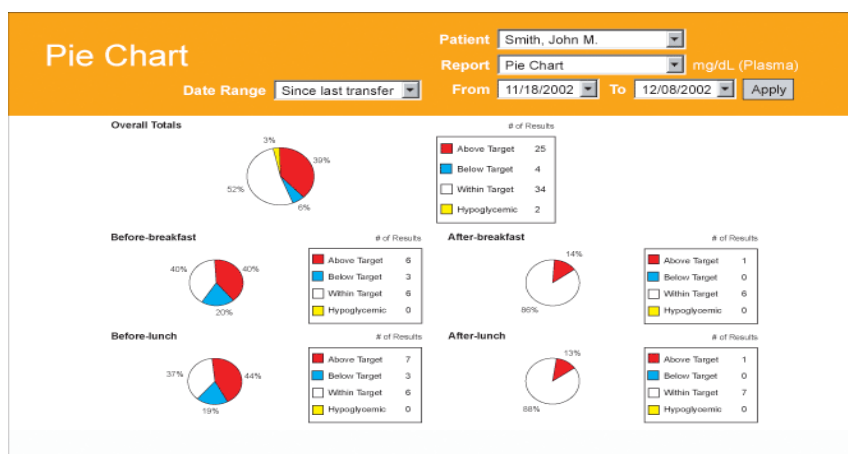 Pie Chart
Patient Smith, John M.
Report Pie Chart mg/dL (Plasma)
Date Range Since last transfer From 11/18/2002 To 12/08/2002 Apply
Overall Totals
# of Results
3%
39%
52%
6%
Above Target 25
Below Target 4
Within Target 34
Hypoglycemic 2
Before-breakfast
# of Results
40%
40%
20%
Above Target 6
Below Target 3
Within Target 6
Hypoglycemic 0
After-breakfast
# of Results
14%
86%
Above Target 1
Below Target 0
Within Target 6
Hypoglycemic 0
Before-lunch
# of Results
37%
44%
19%
Above Target 7
Below Target 3
Within Target 6
Hypoglycemic 0
After-lunch
# of Results
13%
88%
Above Target 1
Below Target 0
Within Target 7
Hypoglycemic 0